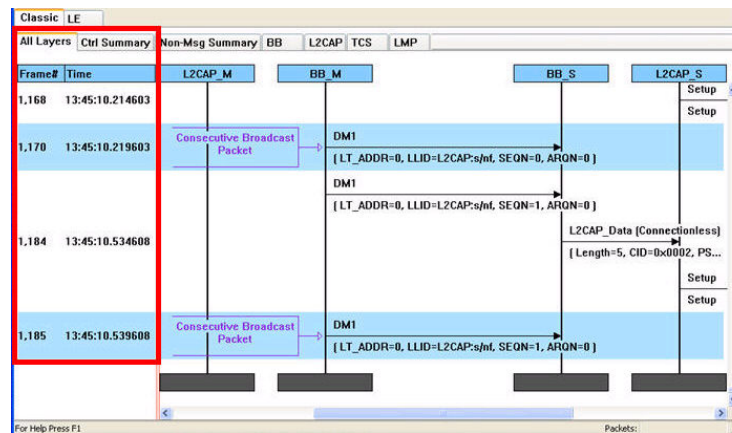 Classic LE
All Layers Ctrl Summary Non-Msg Summary BB L2CAP TCS LMP
Frame# Time L2CAP_M BB_M BB_S L2CAP_S
Setup
1,168 13:45:10.214603
Setup
Consecutive Broadcast Packet
DM1
1,170 13:45:10.219603
( LT_ADDR=0, LLID=L2CAP:s/nf, SEQN=0, ARQN=0 )
DM1
( LT_ADDR=0, LLID=L2CAP:s/nf, SEQN=1, ARQN=0 )
L2CAP_Data (Connectionless)
1,184 13:45:10.534608
( Length=5, CID=0x0002, PS...
Setup
Setup
Consecutive Broadcast Packet
DM1
1,185 13:45:10.539608
( LT_ADDR=0, LLID=L2CAP:s/nf, SEQN=1, ARQN=0 )
For Help Press F1 Packets: